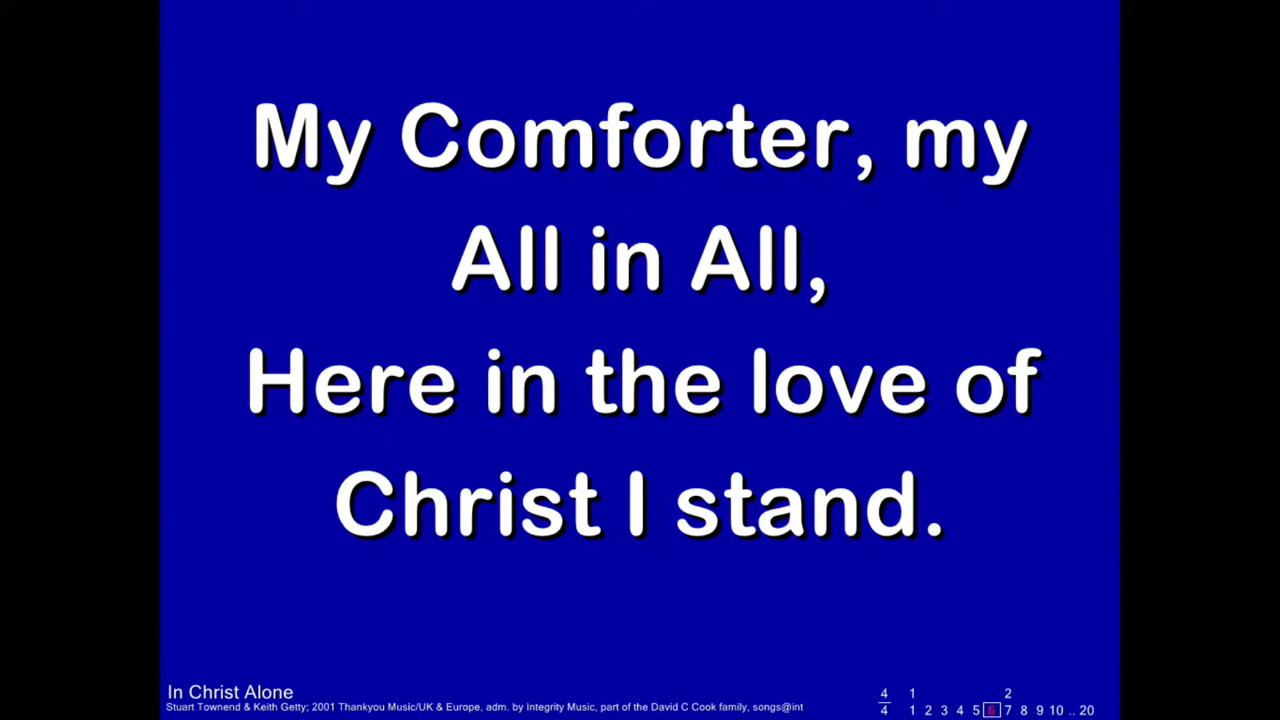 My Comforter, my
All in All,
Here in the love of
Christ I stand.
In Christ Alone
Stuart Townend & Keith Getty; 2001 Thankyou Music/UK & Europe, adm. by Integrity Music, part of the David C Cook family, songs@int
4 1 2
4 1 2 3 4 5 6 7 8 9 10 .. 20